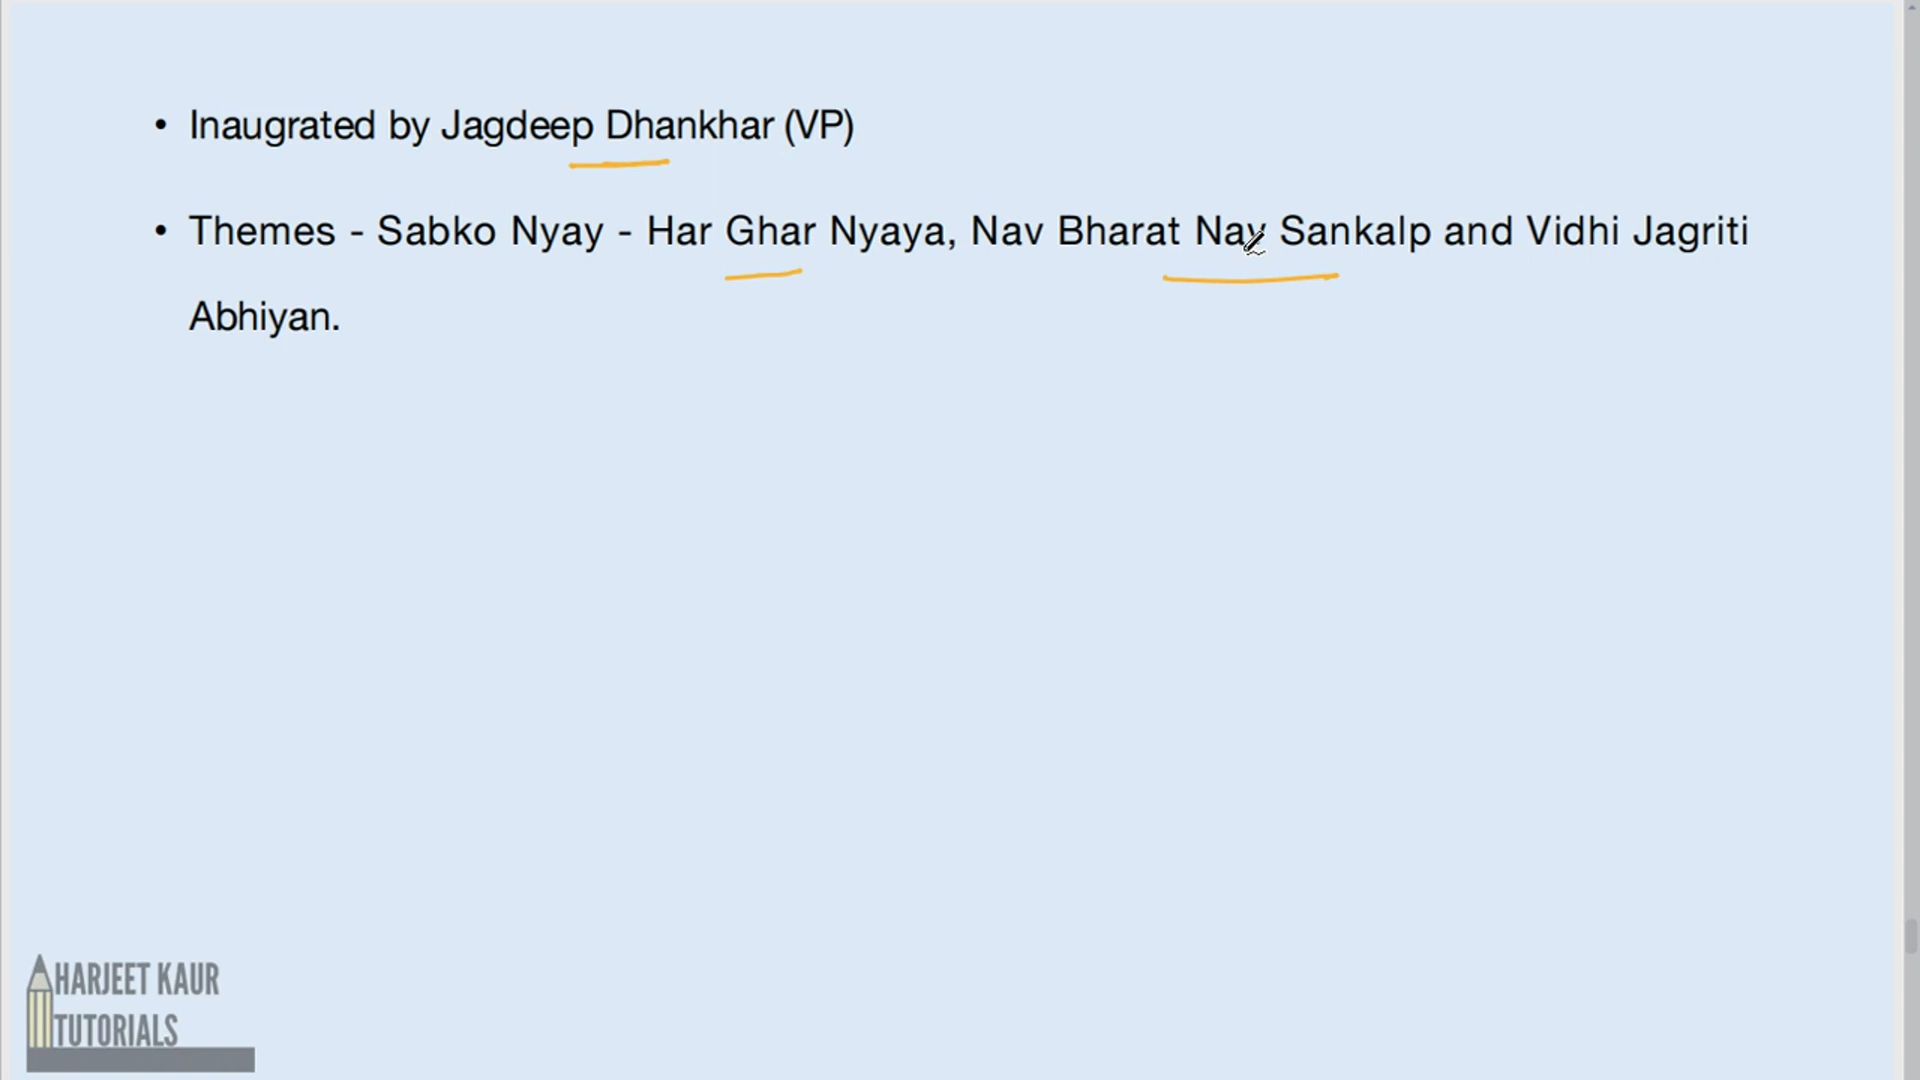 • Inaugrated by Jagdeep Dhankhar (VP)
• Themes - Sabko Nyay - Har Ghar Nyaya, Nav Bharat Nav Sankalp and Vidhi Jagriti
Abhiyan.
HARJEET KAUR
TUTORIALS